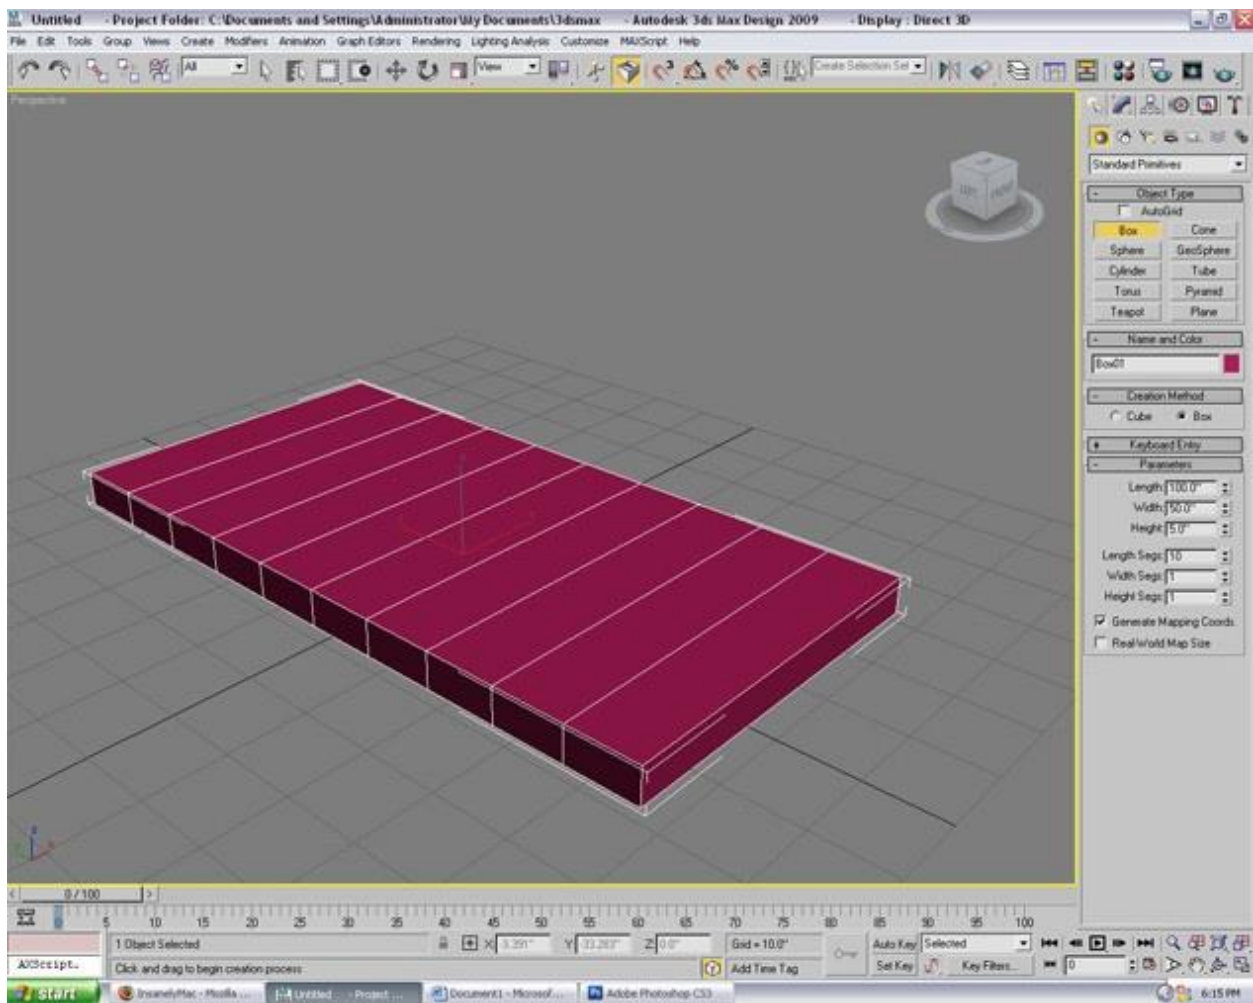 Untitled - Project Folder: C:\Documents and Settings\Administrator\My Documents\3dsmax - Autodesk 3ds Max Design 2009 - Display : Direct 3D
File Edit Tools Group Views Create Modifiers Animation Graph Editors Rendering Lighting Analysis Customize MAXScript Help
All View Create Selection Set
Perspective
LEFT FRONT
Standard Primitives
- Object Type
AutoGrid
Box Cone
Sphere GeoSphere
Cylinder Tube
Torus Pyramid
Teapot Plane
- Name and Color
Box01
- Creation Method
Cube Box
+ Keyboard Entry
- Parameters
Length: 100.0"
Width: 50.0"
Height: 5.0"
Length Segs: 10
Width Segs: 1
Height Segs: 1
Generate Mapping Coords.
Real-World Map Size
z
< 0 / 100 >
0 5 10 15 20 25 30 35 40 45 50 55 60 65 70 75 80 85 90 95 100
1 Object Selected X Y Z 0.0" Grid = 10.0" Auto Key Selected
AXScript. Click and drag to begin creation process Add Time Tag Set Key Key Filters... 0
start InsanelyMac - Mozilla ... Untitled - Project ... Document1 - Microsof... Adobe Photoshop CS3 6:15 PM